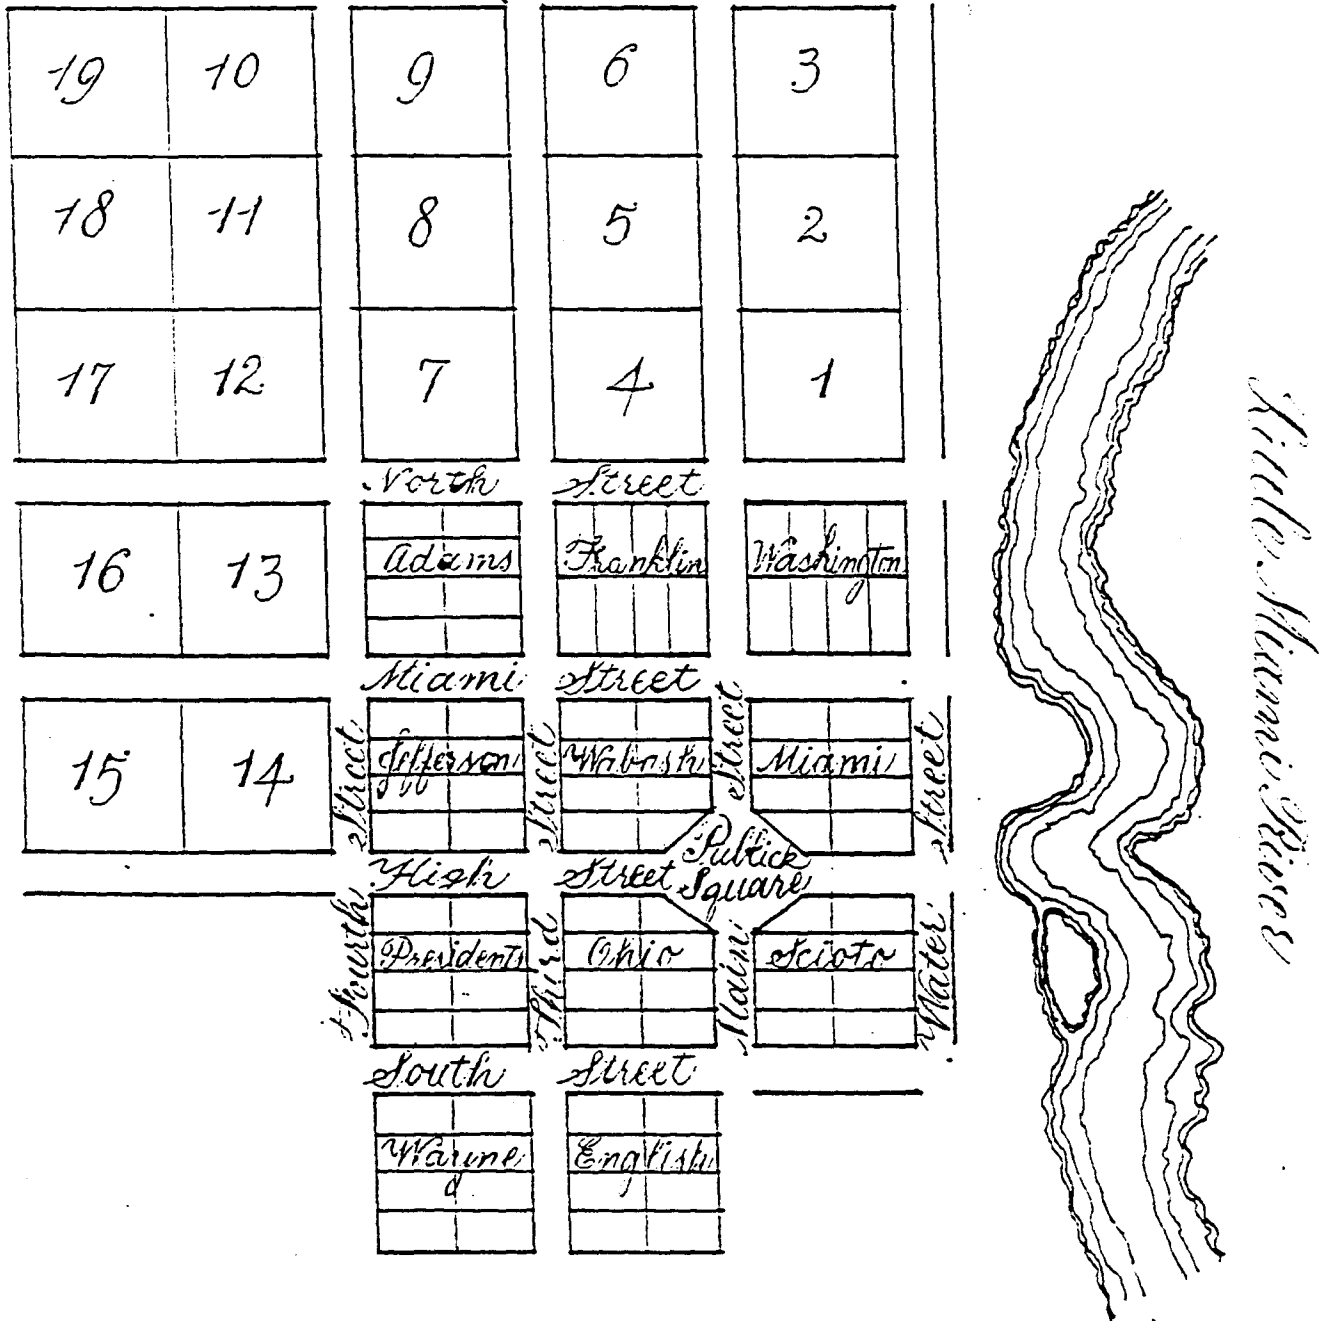 19 10 9 6 3
18 11 8 5 2
17 12 7 4 1
North Street
16 13 Adams Franklin Washington
Miami Street
15 14 Jefferson Wabash Miami
Street Street Street Street
High Street Publick Square
Fourth Third Main Water
Presidents Ohio Scioto
South Street
Wayne English
Little Miami River